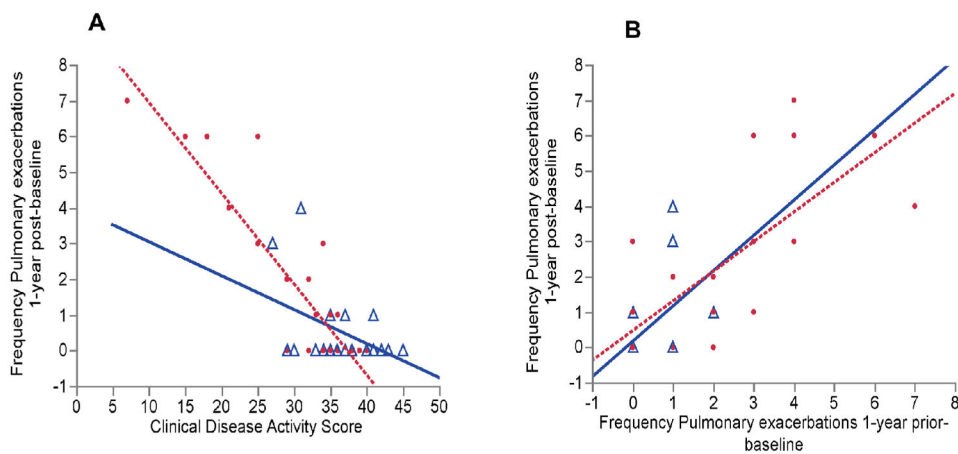 A
Frequency Pulmonary exacerbations
1-year post-baseline
8
7
6
5
4
3
2
1
0
-1
0 5 10 15 20 25 30 35 40 45 50
Clinical Disease Activity Score
B
Frequency Pulmonary exacerbations
1-year post-baseline
8
7
6
5
4
3
2
1
0
-1
-1 0 1 2 3 4 5 6 7 8
Frequency Pulmonary exacerbations 1-year prior-
baseline